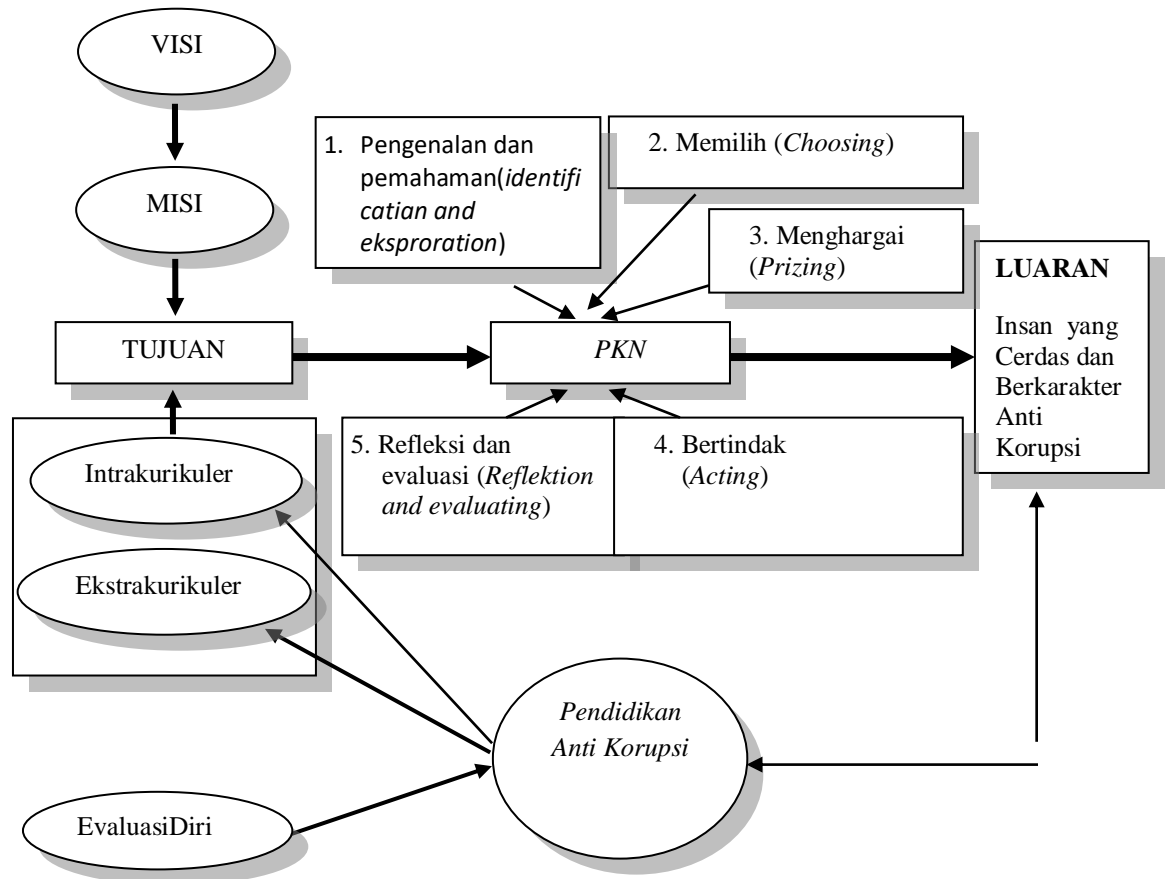 VISI
MISI
TUJUAN
1. Pengenalan dan
pemahaman(identifi
catian and
eksproration)
2. Memilih (Choosing)
3. Menghargai
(Prizing)
PKN
5. Refleksi dan
evaluasi (Reflektion
and evaluating)
4. Bertindak
(Acting)
LUARAN
Insan yang
Cerdas dan
Berkarakter
Anti
Korupsi
Intrakurikuler
Ekstrakurikuler
Pendidikan
Anti Korupsi
EvaluasiDiri